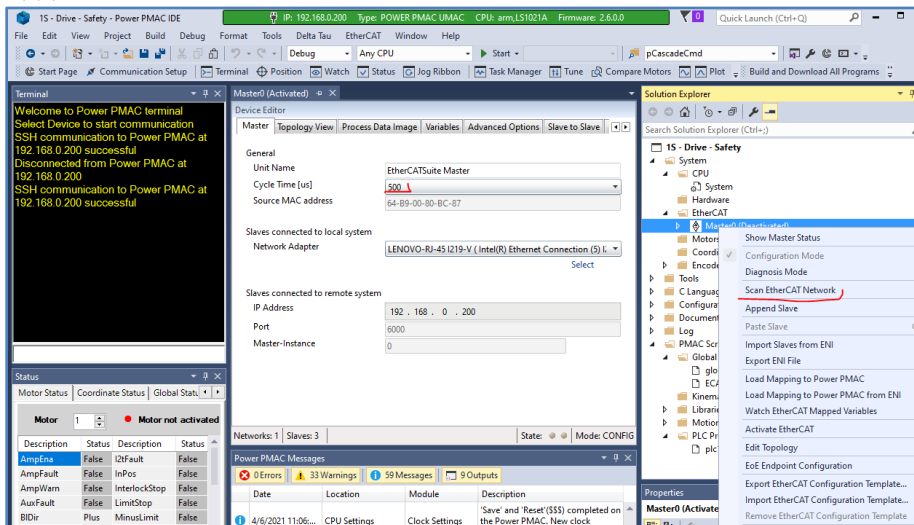 1S - Drive - Safety - Power PMAC IDE
IP: 192.168.0.200 Type: POWER PMAC UMAC CPU: arm,LS1021A Firmware: 2.6.0.0
0
Quick Launch (Ctrl+Q)
File Edit View Project Build Debug Format Tools Delta Tau EtherCAT Window Help
Debug Any CPU Start pCascadeCmd
Start Page Communication Setup Terminal Position Watch Status Jog Ribbon Task Manager Tune Compare Motors Plot Build and Download All Programs
Terminal
Welcome to Power PMAC terminal
Select Device to start communication
SSH communication to Power PMAC at
192.168.0.200 successful
Disconnected from Power PMAC at
192.168.0.200
SSH communication to Power PMAC at
192.168.0.200 successful
Status
Motor Status Coordinate Status Global Statu
Motor 1 Motor not activated
Description Status Description Status
AmpEna False I2tFault False
AmpFault False InPos False
AmpWarn False InterlockStop False
AuxFault False LimitStop False
BlDir Plus MinusLimit False
Master0 (Activated)
Device Editor
Master Topology View Process Data Image Variables Advanced Options Slave to Slave
General
Unit Name EtherCATSuite Master
Cycle Time [us] 500
Source MAC address 64-B9-00-80-BC-87
Slaves connected to local system
Network Adapter LENOVO-RJ-45 I219-V ( Intel(R) Ethernet Connection (5) I
Select
Slaves connected to remote system
IP Address 192 . 168 . 0 . 200
Port 6000
Master-Instance 0
Networks: 1 Slaves: 3 State: Mode: CONFIG
Power PMAC Messages
0 Errors 33 Warnings 59 Messages 9 Outputs
Date Location Module Description
4/6/2021 11:06:... CPU Settings Clock Settings 'Save' and 'Reset'($$$) completed on
the Power PMAC. New clock
Solution Explorer
Search Solution Explorer (Ctrl+;)
1S - Drive - Safety
System
CPU
System
Hardware
EtherCAT
Master0 (Deactivated)
Motors
Coordi
Encode
Tools
C Languag
Configura
Document
Log
PMAC Scr
Global
glo
ECA
Kinem
Librarie
Motion
PLC Pr
plc
Show Master Status
Configuration Mode
Diagnosis Mode
Scan EtherCAT Network
Append Slave
Paste Slave
Import Slaves from ENI
Export ENI File
Load Mapping to Power PMAC
Load Mapping to Power PMAC from ENI
Watch EtherCAT Mapped Variables
Activate EtherCAT
Edit Topology
EoE Endpoint Configuration
Export EtherCAT Configuration Template...
Import EtherCAT Configuration Template...
Remove EtherCAT Configuration Template
Properties
Master0 (Activate